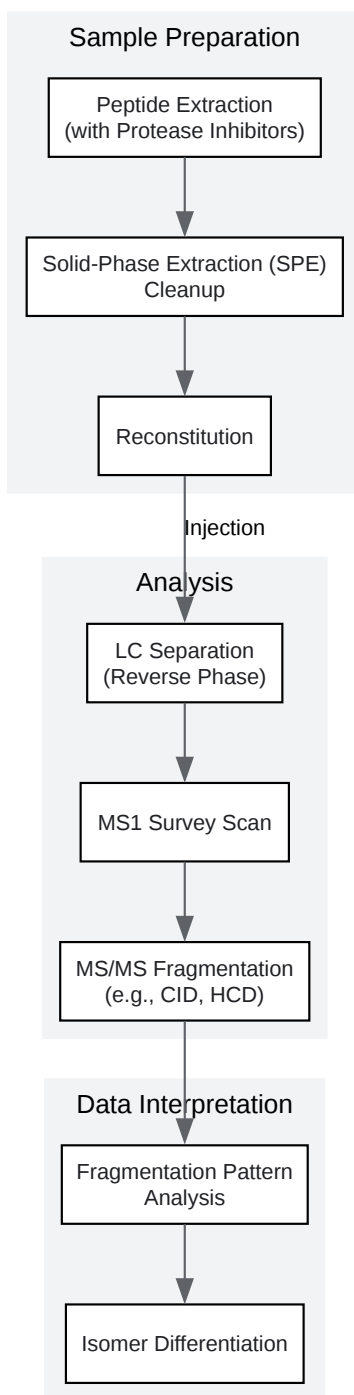 Sample Preparation
Peptide Extraction
(with Protease Inhibitors)
Solid-Phase Extraction (SPE)
Cleanup
Reconstitution
Injection
Analysis
LC Separation
(Reverse Phase)
MS1 Survey Scan
MS/MS Fragmentation
(e.g., CID, HCD)
Data Interpretation
Fragmentation Pattern
Analysis
Isomer Differentiation